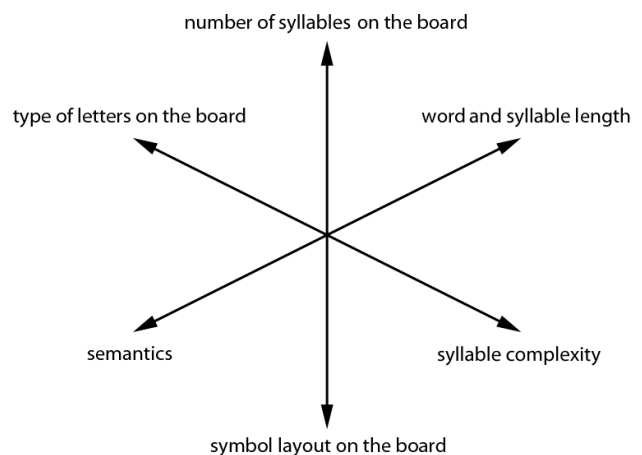 number of syllables on the board
type of letters on the board
word and syllable length
semantics
syllable complexity
symbol layout on the board